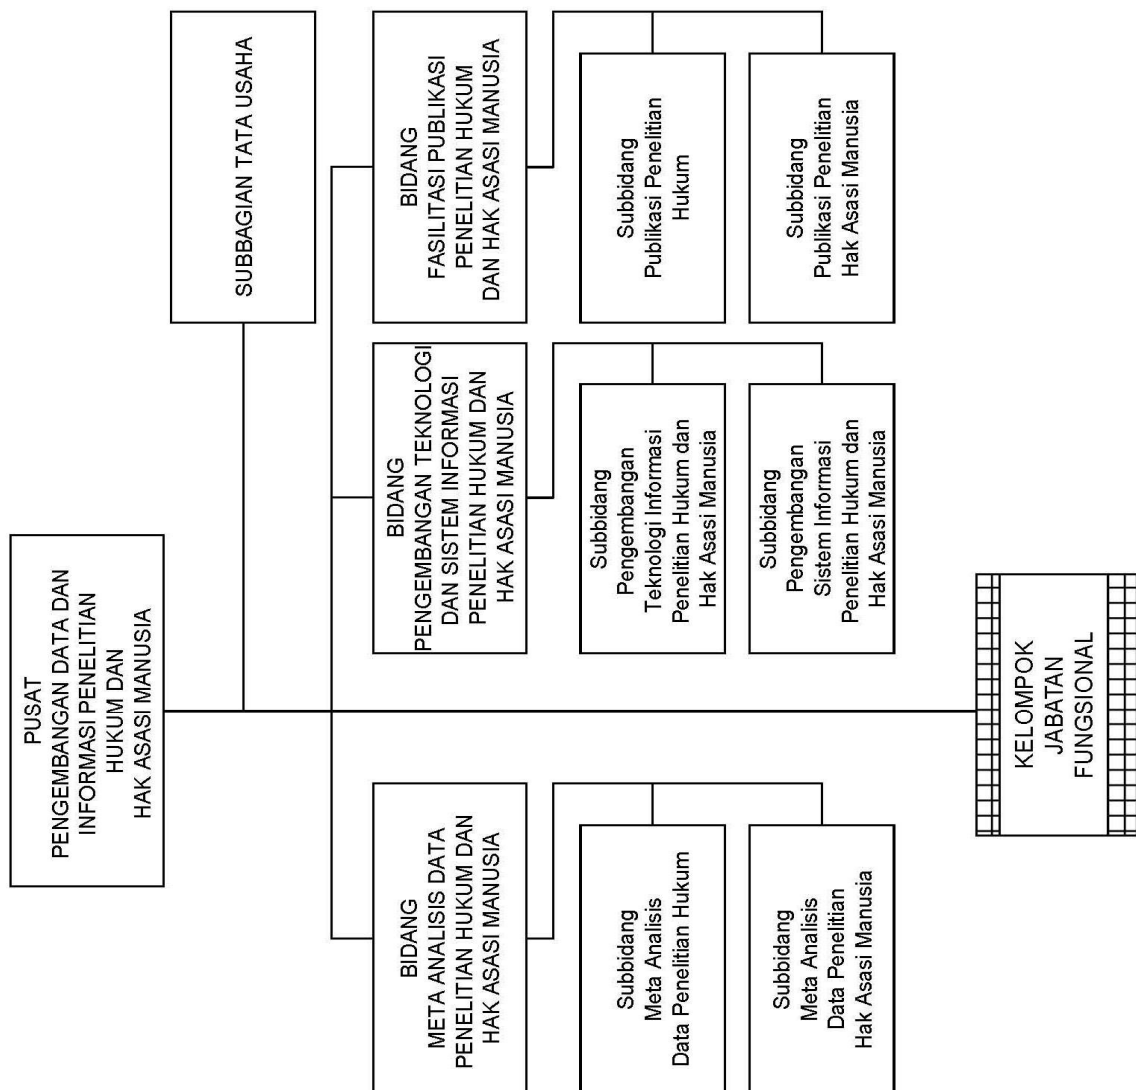 PUSAT
PENGEMBANGAN DATA DAN
INFORMASI PENELITIAN
HUKUM DAN
HAK ASASI MANUSIA
SUBBAGIAN TATA USAHA
BIDANG
META ANALISIS DATA
PENELITIAN HUKUM DAN
HAK ASASI MANUSIA
BIDANG
PENGEMBANGAN TEKNOLOGI
DAN SISTEM INFORMASI
PENELITIAN HUKUM DAN
HAK ASASI MANUSIA
BIDANG
FASILITASI PUBLIKASI
PENELITIAN HUKUM
DAN HAK ASASI MANUSIA
Subbidang
Meta Analisis
Data Penelitian Hukum
Subbidang
Pengembangan
Teknologi Informasi
Penelitian Hukum dan
Hak Asasi Manusia
Subbidang
Publikasi Penelitian
Hukum
Subbidang
Meta Analisis
Data Penelitian
Hak Asasi Manusia
Subbidang
Pengembangan
Sistem Informasi
Penelitian Hukum dan
Hak Asasi Manusia
Subbidang
Publikasi Penelitian
Hak Asasi Manusia
KELOMPOK
JABATAN
FUNGSIONAL